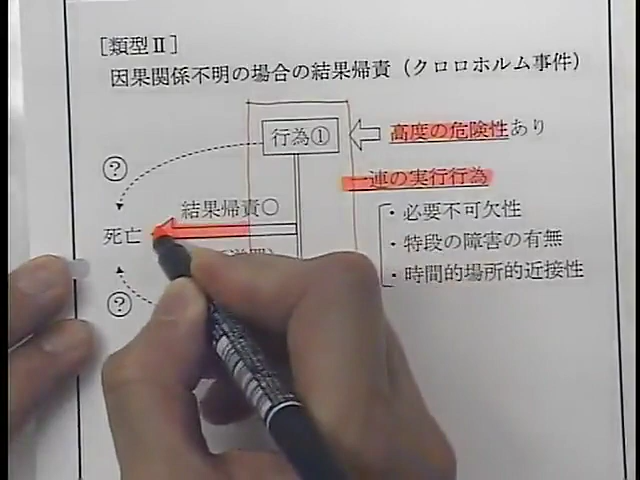 ［類型Ⅱ］
因果関係不明の場合の結果帰責（クロロホルム事件）
行為①
高度の危険性あり
?
一連の実行行為
結果帰責○
・必要不可欠性
死亡
・特段の障害の有無
・時間的場所的近接性
?